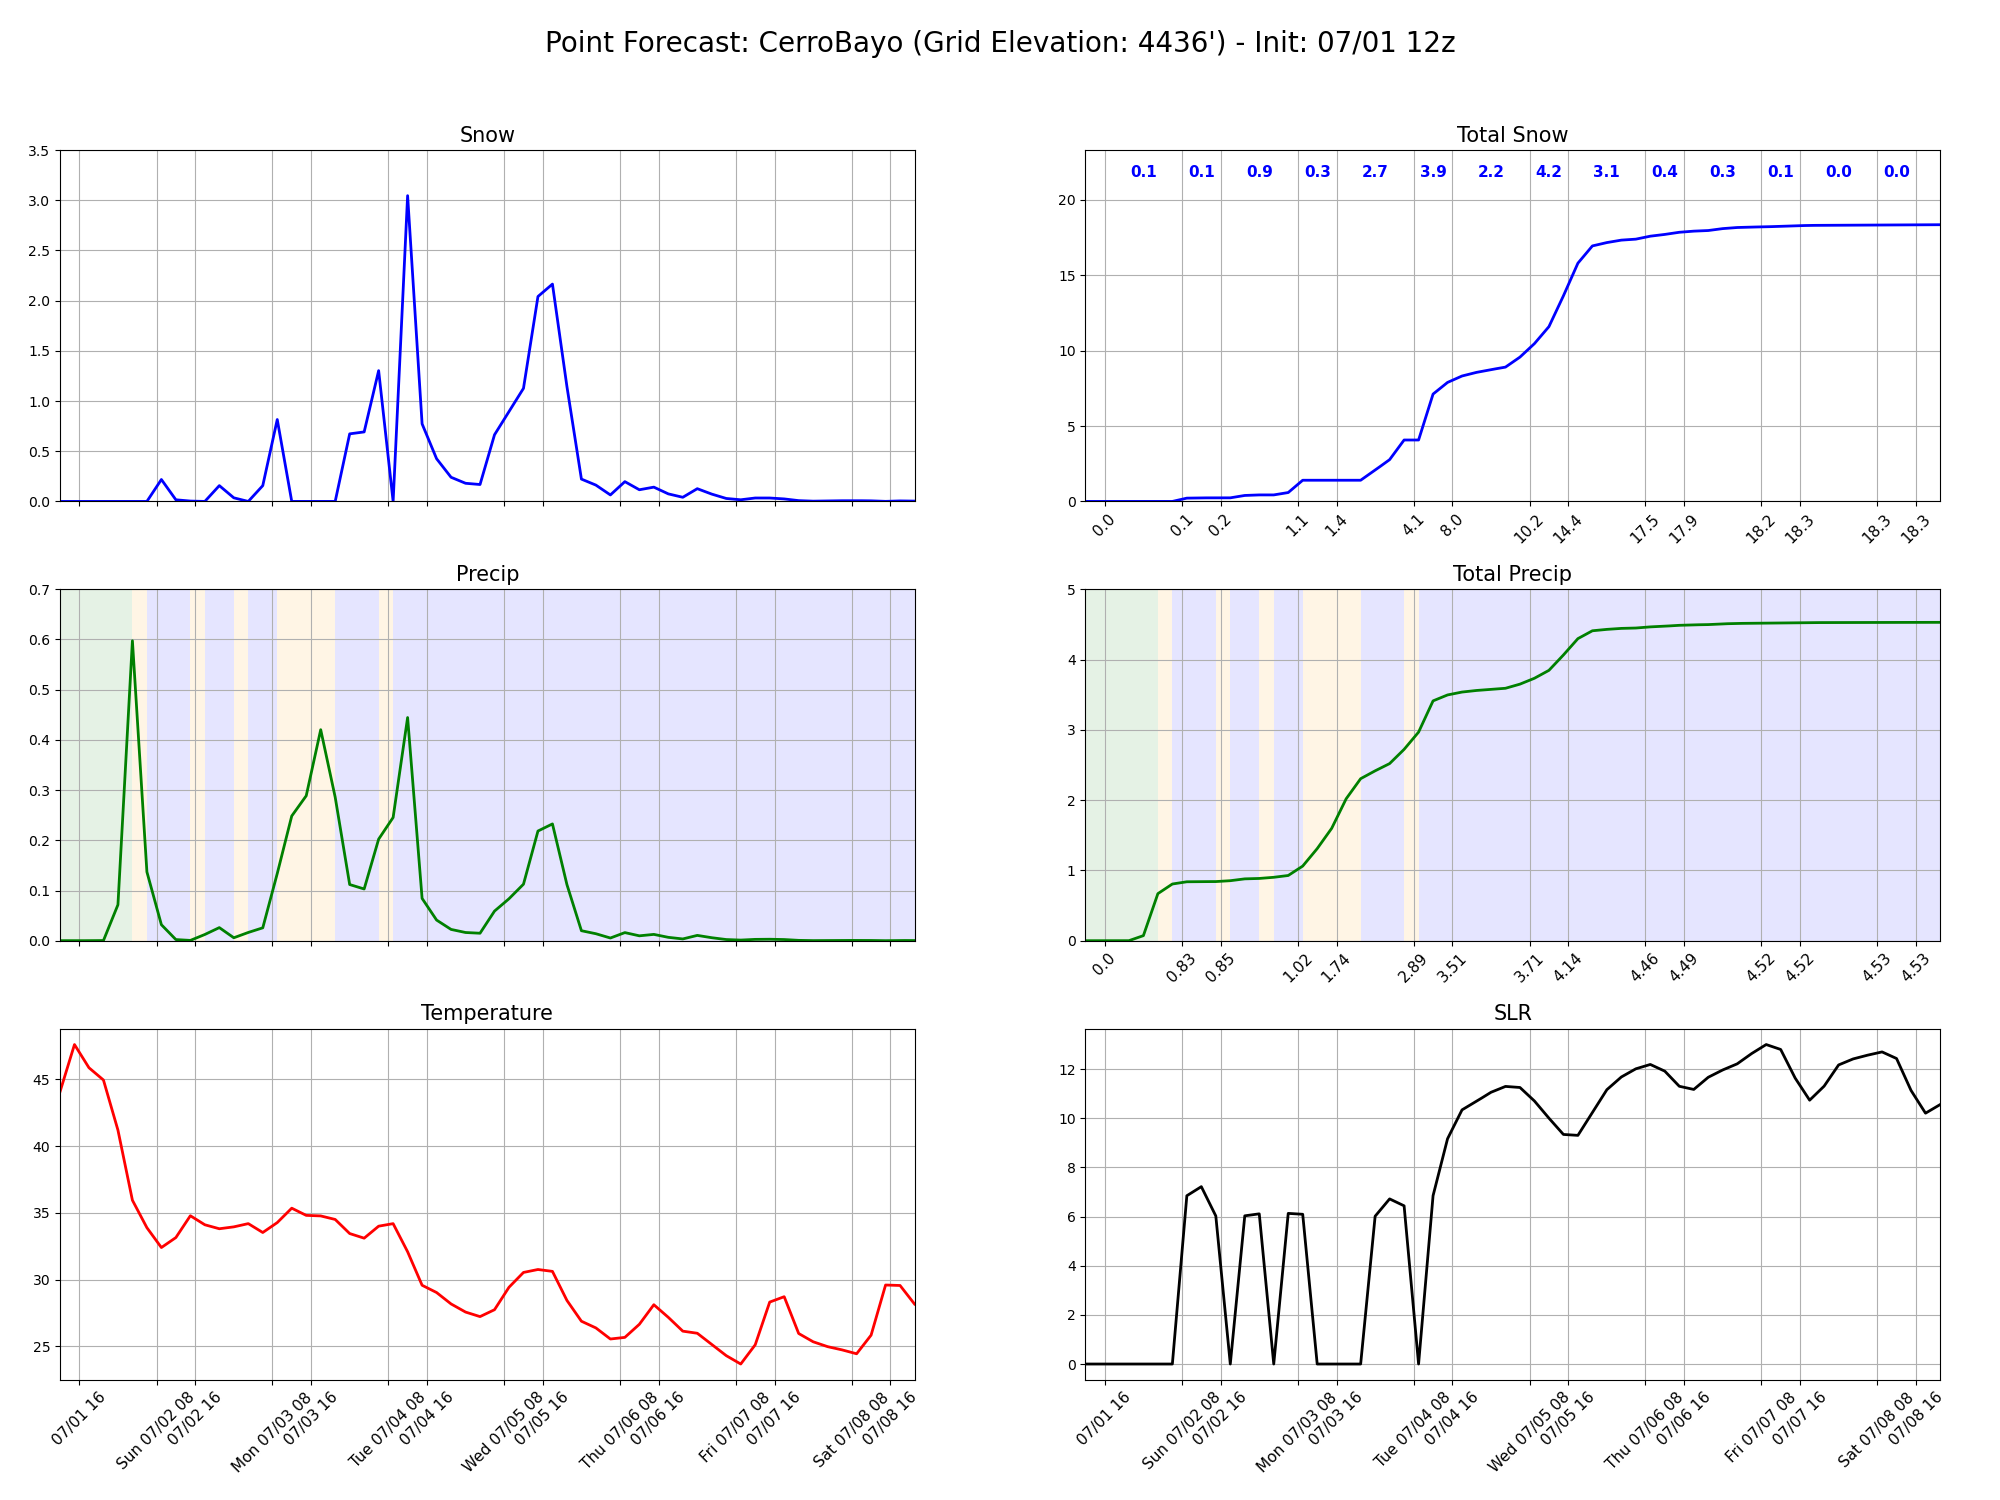 Point Forecast: CerroBayo (Grid Elevation: 4436') - Init: 07/01 12z
Snow
3.5
3.0
2.5
2.0
1.5
1.0
0.5
0.0
Total Snow
0.1 0.1 0.9 0.3 2.7 3.9 2.2 4.2 3.1 0.4 0.3 0.1 0.0 0.0
20
15
10
5
0
0.0 0.1 0.2 1.1 1.4 4.1 8.0 10.2 14.4 17.5 17.9 18.2 18.3 18.3 18.3
Precip
0.7
0.6
0.5
0.4
0.3
0.2
0.1
0.0
Total Precip
5
4
3
2
1
0
0.0 0.83 0.85 1.02 1.74 2.89 3.51 3.71 4.14 4.46 4.49 4.52 4.52 4.53 4.53
Temperature
45
40
35
30
25
07/01 16
Sun 07/02 08
07/02 16
Mon 07/03 08
07/03 16
Tue 07/04 08
07/04 16
Wed 07/05 08
07/05 16
Thu 07/06 08
07/06 16
Fri 07/07 08
07/07 16
Sat 07/08 08
07/08 16
SLR
12
10
8
6
4
2
0
07/01 16
Sun 07/02 08
07/02 16
Mon 07/03 08
07/03 16
Tue 07/04 08
07/04 16
Wed 07/05 08
07/05 16
Thu 07/06 08
07/06 16
Fri 07/07 08
07/07 16
Sat 07/08 08
07/08 16